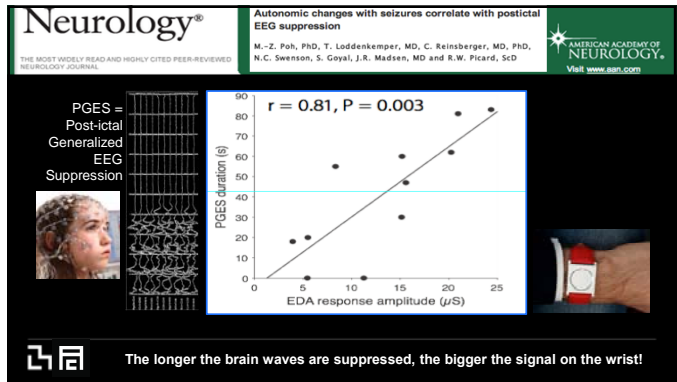 Neurology®
THE MOST WIDELY READ AND HIGHLY CITED PEER-REVIEWED
NEUROLOGY JOURNAL
Autonomic changes with seizures correlate with postictal
EEG suppression
M.-Z. Poh, PhD, T. Loddenkemper, MD, C. Reinsberger, MD, PhD,
N.C. Swenson, S. Goyal, J.R. Madsen, MD and R.W. Picard, ScD
AMERICAN ACADEMY OF
NEUROLOGY®
Visit www.aan.com
PGES =
Post-ictal
Generalized
EEG
Suppression
r = 0.81, P = 0.003
PGES duration (s)
90
80
70
60
50
40
30
20
10
0
0 5 10 15 20 25
EDA response amplitude (μS)
The longer the brain waves are suppressed, the bigger the signal on the wrist!